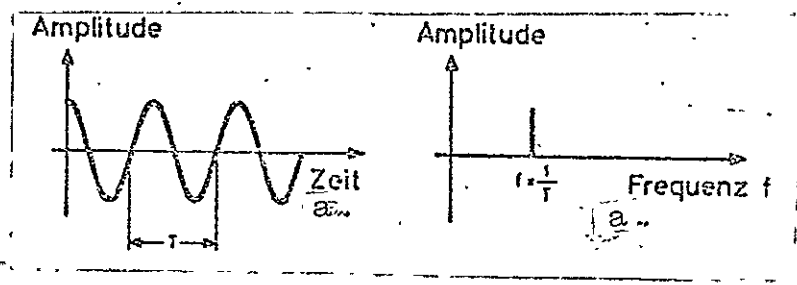 Amplitude
Zeit
a
T
Amplitude
f = 1/T
Frequenz f
a